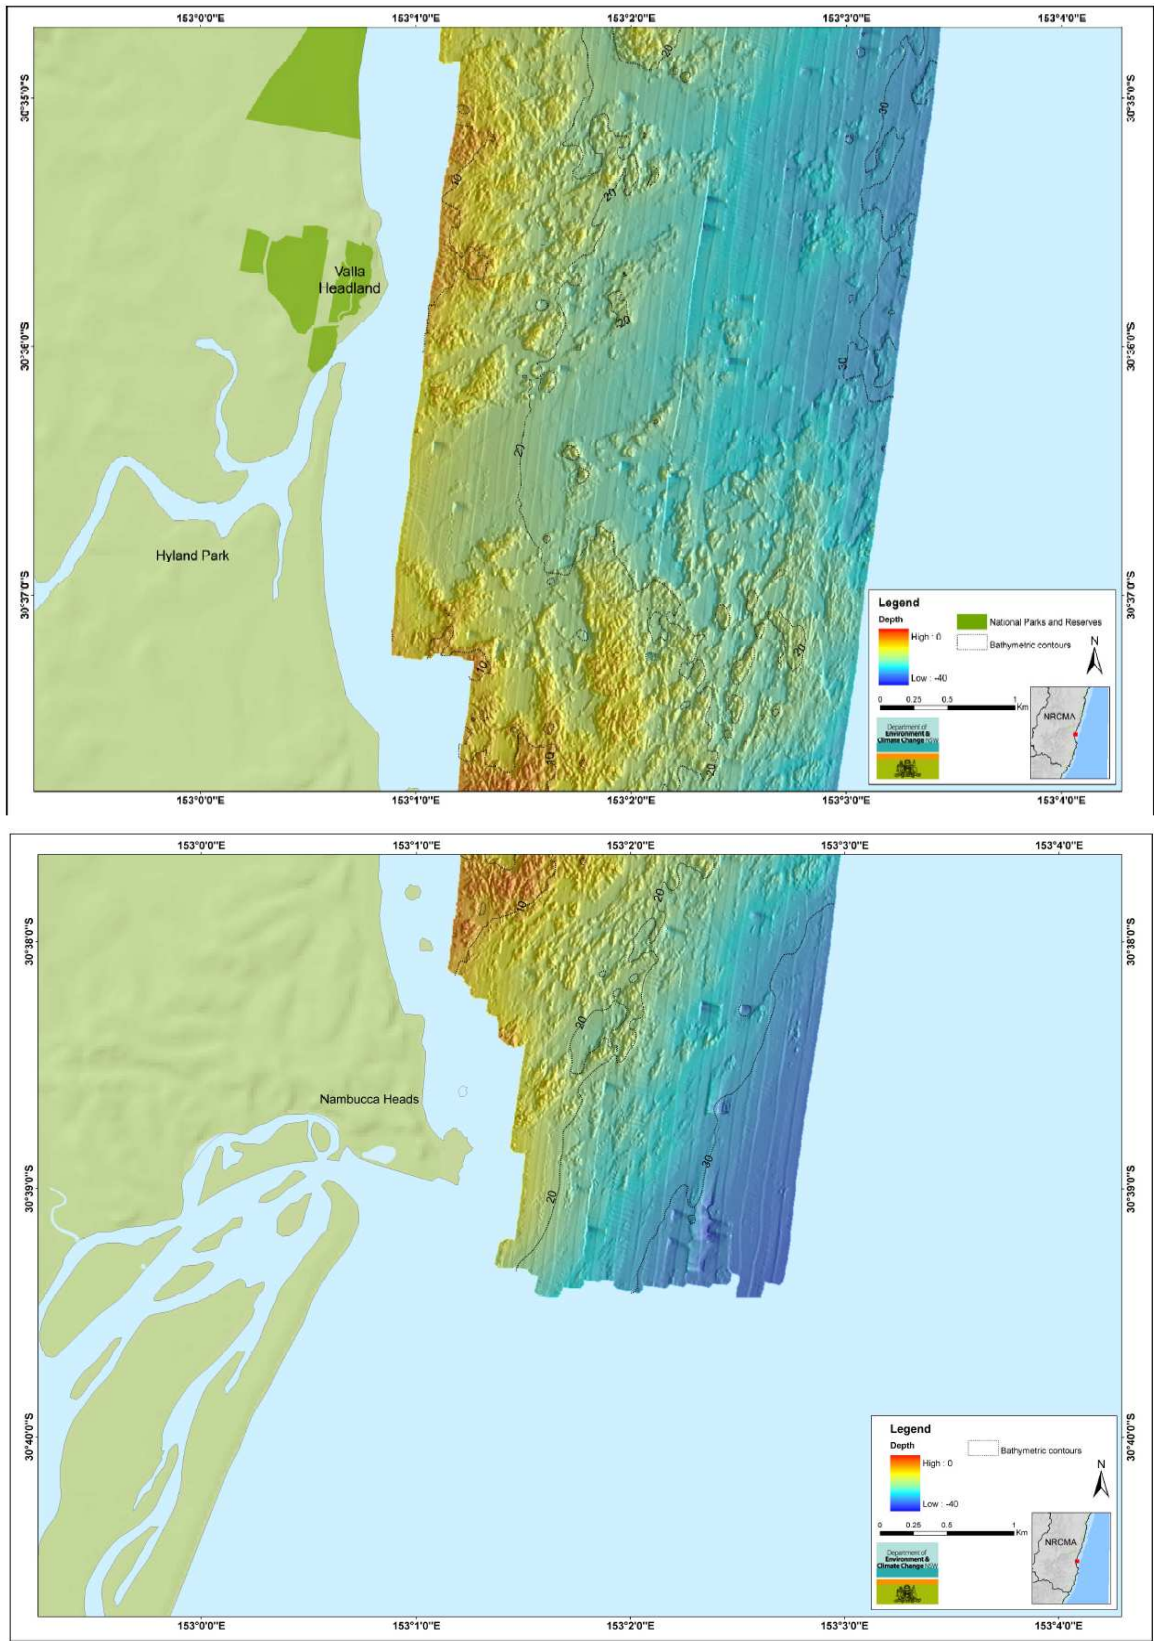 153°0'0"E 153°1'0"E 153°2'0"E 153°3'0"E 153°4'0"E
30°35'0"S
30°35'0"S
20
30
10
20
Valla
Headland
20
30°36'0"S
30°36'0"S
30
20
Hyland Park
30°37'0"S
30°37'0"S
20
10
10
20
Legend
Depth
High : 0
Low : -40
National Parks and Reserves
Bathymetric contours
N
0 0.25 0.5 1
Km
Department of
Environment &
Climate Change NSW
NRCMA
153°0'0"E 153°1'0"E 153°2'0"E 153°3'0"E 153°4'0"E
153°0'0"E 153°1'0"E 153°2'0"E 153°3'0"E 153°4'0"E
20
10
30°38'0"S
30°38'0"S
20
Nambucca Heads
30
20
30°39'0"S
30°39'0"S
30°40'0"S
30°40'0"S
Legend
Depth
High : 0
Low : -40
Bathymetric contours
N
0 0.25 0.5 1
Km
Department of
Environment &
Climate Change NSW
NRCMA
153°0'0"E 153°1'0"E 153°2'0"E 153°3'0"E 153°4'0"E